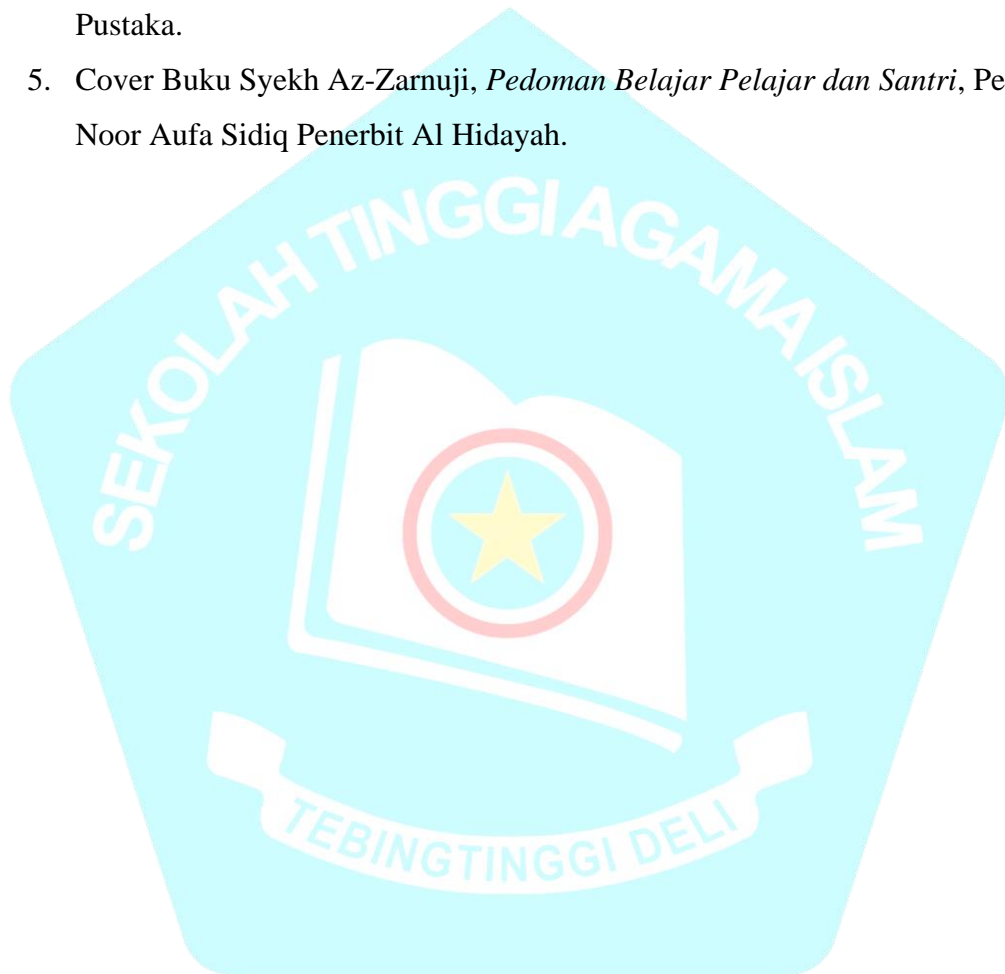 Pustaka.
5. Cover Buku Syekh Az-Zarnuji, Pedoman Belajar Pelajar dan Santri, Pe
Noor Aufa Sidiq Penerbit Al Hidayah.
SEKOLAH TINGGI AGAMA ISLAM
TEBINGTINGGI DELI